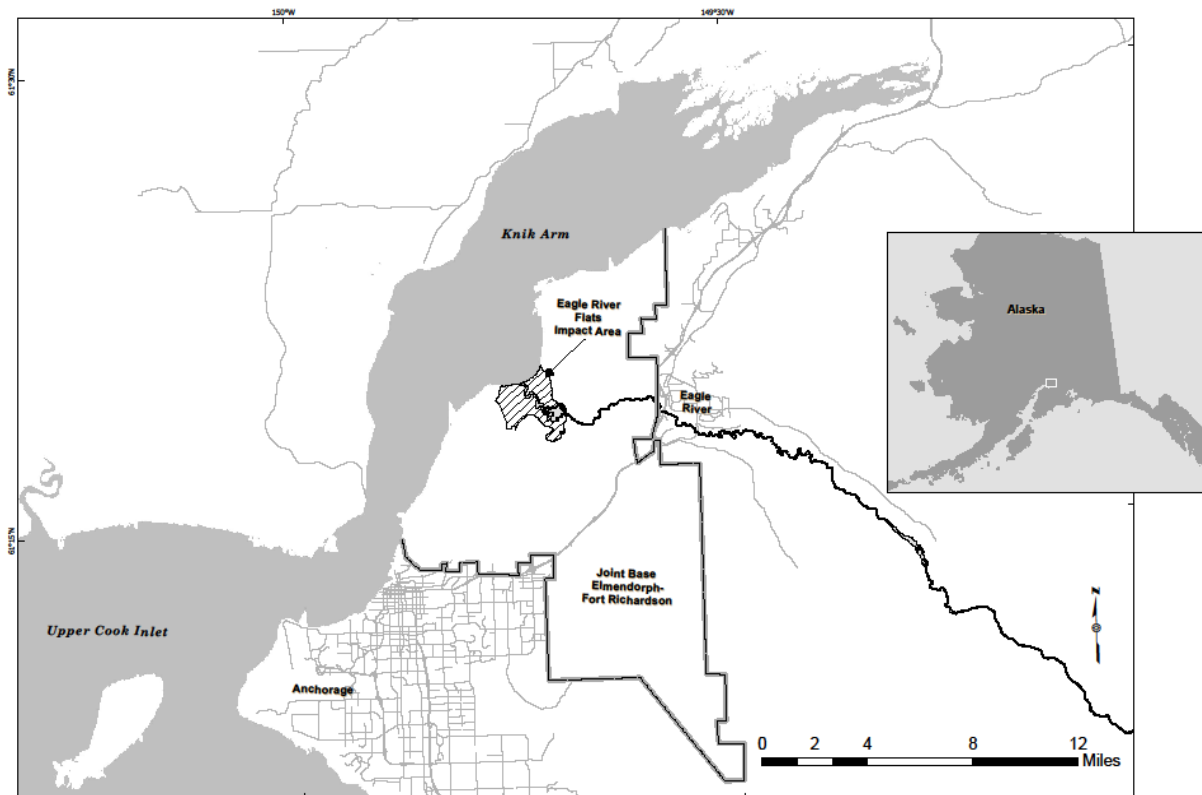 150°W
149°30'W
61°30'N
Knik Arm
Eagle River
Flats
Impact Area
Alaska
Eagle
River
61°15'N
Joint Base
Elmendorph-
Fort Richardson
N
Upper Cook Inlet
Anchorage
0 2 4 8 12
Miles